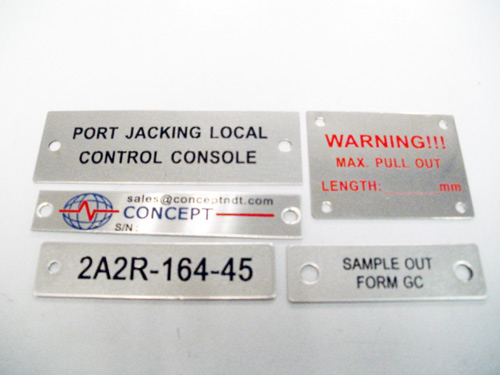 PORT JACKING LOCAL
CONTROL CONSOLE
WARNING!!!
MAX. PULL OUT
LENGTH:______mm
sales@conceptndt.com
CONCEPT
S/N:
2A2R-164-45
SAMPLE OUT
FORM GC